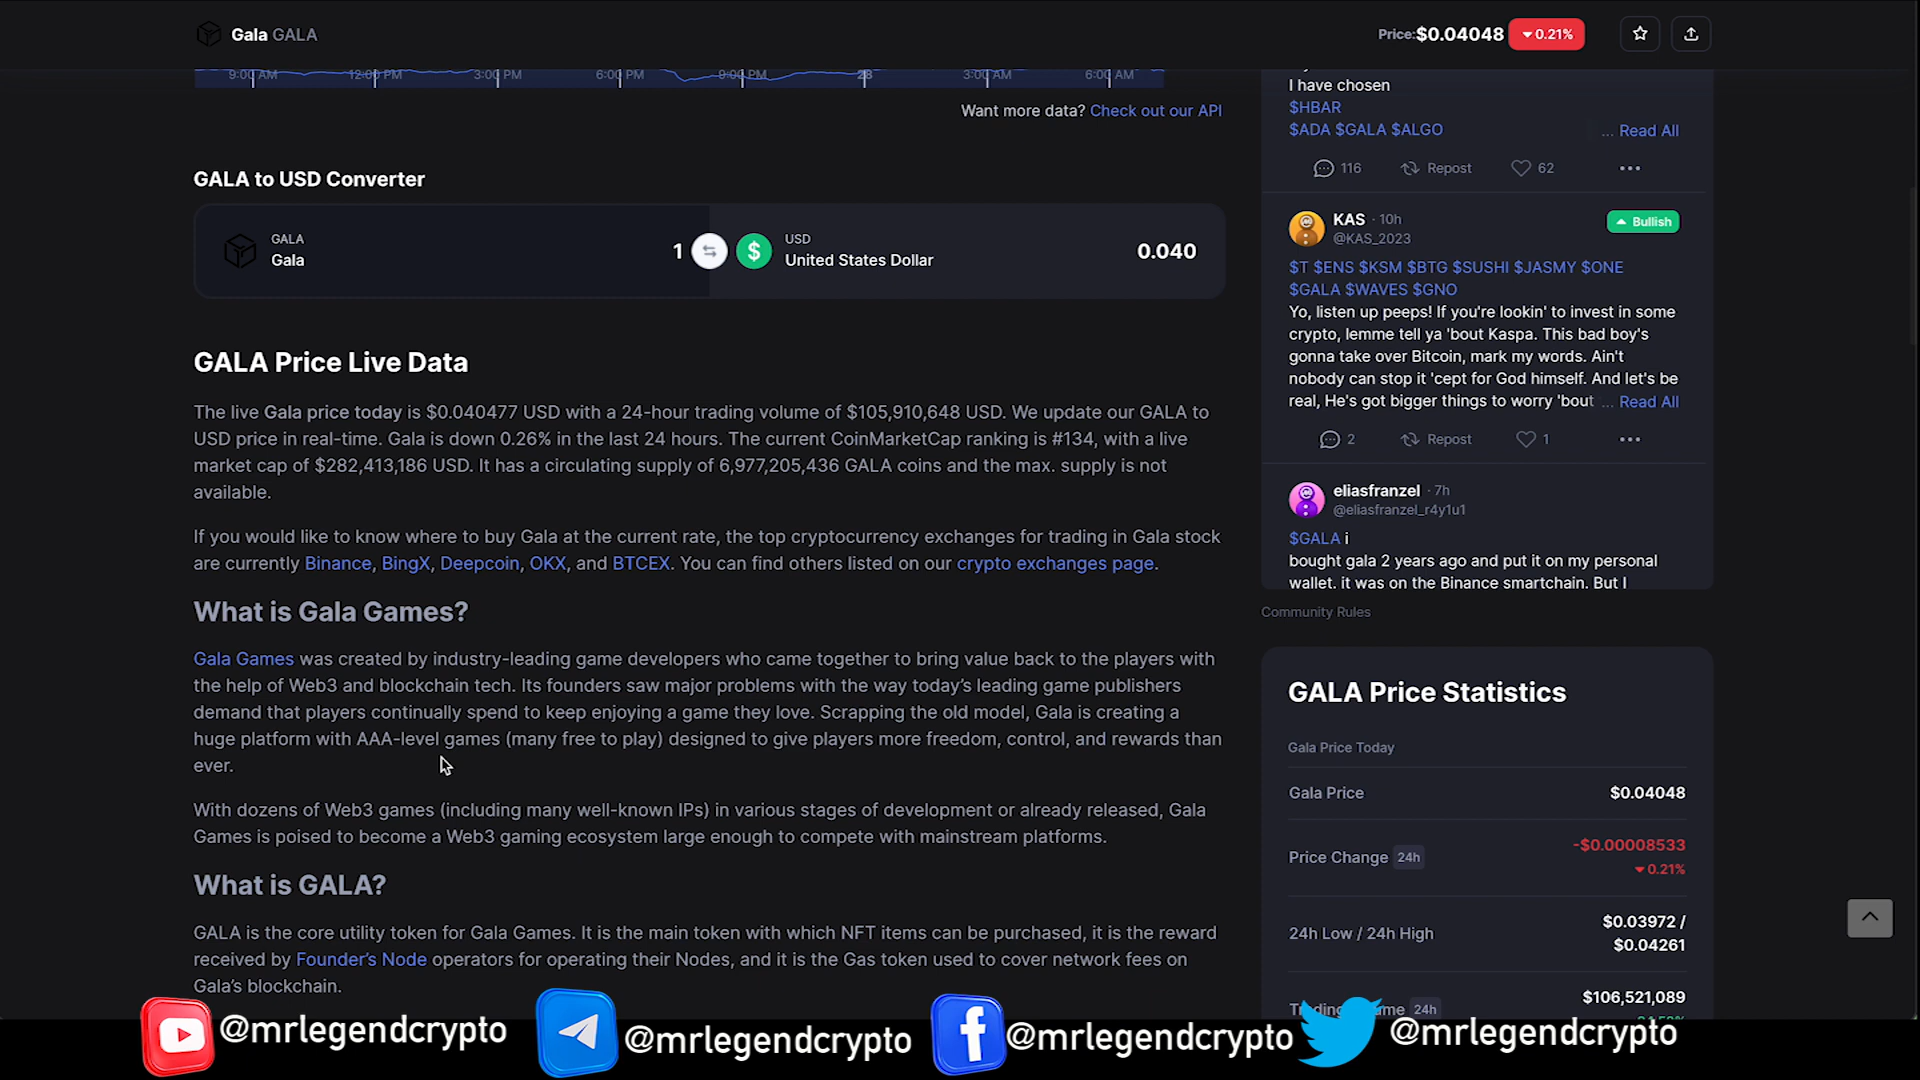 Gala GALA
Price:$0.04048 0.21%
9:00 AM 12:00 PM 3:00 PM 6:00 PM 9:00 PM 28 3:00 AM 6:00 AM
Want more data? Check out our API
GALA to USD Converter
GALA
Gala
1
USD
United States Dollar
0.040
GALA Price Live Data
The live Gala price today is $0.040477 USD with a 24-hour trading volume of $105,910,648 USD. We update our GALA to
USD price in real-time. Gala is down 0.26% in the last 24 hours. The current CoinMarketCap ranking is #134, with a live
market cap of $282,413,186 USD. It has a circulating supply of 6,977,205,436 GALA coins and the max. supply is not
available.
If you would like to know where to buy Gala at the current rate, the top cryptocurrency exchanges for trading in Gala stock
are currently Binance, BingX, Deepcoin, OKX, and BTCEX. You can find others listed on our crypto exchanges page.
What is Gala Games?
Gala Games was created by industry-leading game developers who came together to bring value back to the players with
the help of Web3 and blockchain tech. Its founders saw major problems with the way today's leading game publishers
demand that players continually spend to keep enjoying a game they love. Scrapping the old model, Gala is creating a
huge platform with AAA-level games (many free to play) designed to give players more freedom, control, and rewards than
ever.
With dozens of Web3 games (including many well-known IPs) in various stages of development or already released, Gala
Games is poised to become a Web3 gaming ecosystem large enough to compete with mainstream platforms.
What is GALA?
GALA is the core utility token for Gala Games. It is the main token with which NFT items can be purchased, it is the reward
received by Founder's Node operators for operating their Nodes, and it is the Gas token used to cover network fees on
Gala's blockchain.
I have chosen
$HBAR
$ADA $GALA $ALGO
... Read All
116 Repost 62
KAS · 10h
@KAS_2023
Bullish
$T $ENS $KSM $BTG $SUSHI $JASMY $ONE
$GALA $WAVES $GNO
Yo, listen up peeps! If you're lookin' to invest in some
crypto, lemme tell ya 'bout Kaspa. This bad boy's
gonna take over Bitcoin, mark my words. Ain't
nobody can stop it 'cept for God himself. And let's be
real, He's got bigger things to worry 'bout ... Read All
2 Repost 1
eliasfranzel · 7h
@eliasfranzel_r4y1u1
$GALA i
bought gala 2 years ago and put it on my personal
wallet. it was on the Binance smartchain. But I
Community Rules
GALA Price Statistics
Gala Price Today
Gala Price $0.04048
Price Change 24h -$0.00008533
0.21%
24h Low / 24h High $0.03972 /
$0.04261
24h $106,521,089
@mrlegendcrypto @mrlegendcrypto @mrlegendcrypto @mrlegendcrypto